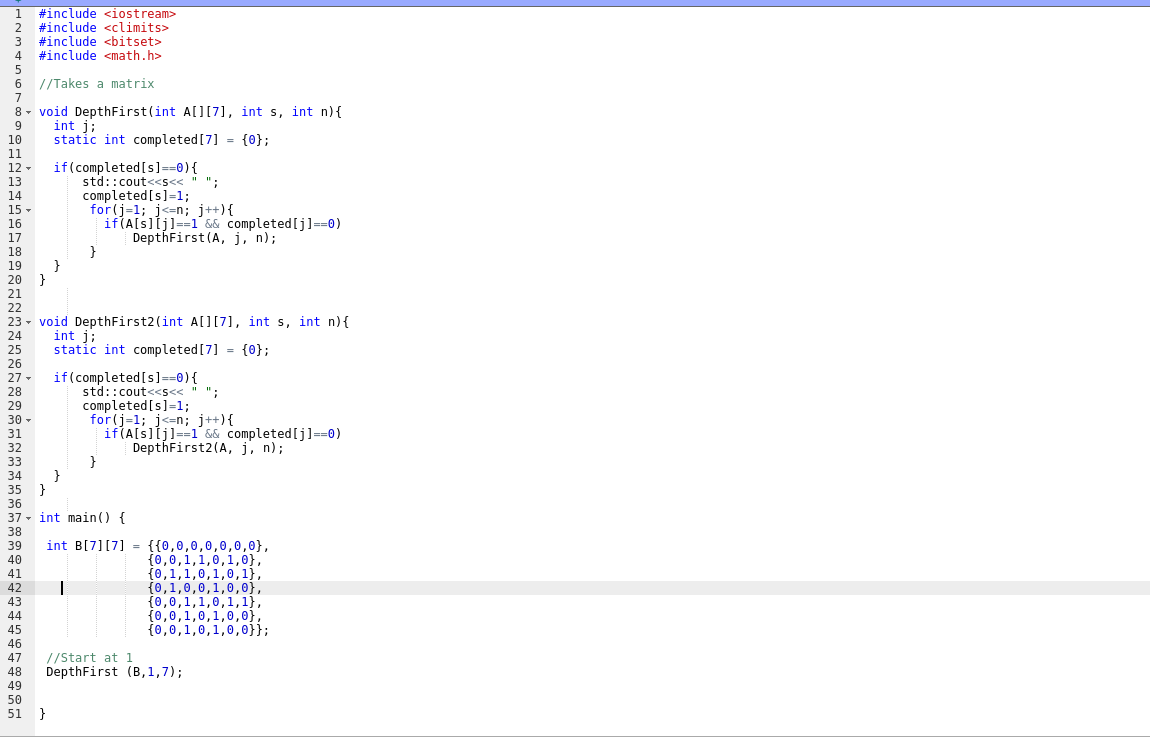 1 #include <iostream>
2 #include <climits>
3 #include <bitset>
4 #include <math.h>
5
6 //Takes a matrix
7
8 void DepthFirst(int A[][7], int s, int n){
9   int j;
10   static int completed[7] = {0};
11
12   if(completed[s]==0){
13       std::cout<<s<< " ";
14       completed[s]=1;
15        for(j=1; j<=n; j++){
16          if(A[s][j]==1 && completed[j]==0)
17              DepthFirst(A, j, n);
18        }
19   }
20 }
21
22
23 void DepthFirst2(int A[][7], int s, int n){
24   int j;
25   static int completed[7] = {0};
26
27   if(completed[s]==0){
28       std::cout<<s<< " ";
29       completed[s]=1;
30        for(j=1; j<=n; j++){
31          if(A[s][j]==1 && completed[j]==0)
32              DepthFirst2(A, j, n);
33        }
34   }
35 }
36
37 int main() {
38
39  int B[7][7] = {{0,0,0,0,0,0,0},
40                {0,0,1,1,0,1,0},
41                {0,1,1,0,1,0,1},
42                {0,1,0,0,1,0,0},
43                {0,0,1,1,0,1,1},
44                {0,0,1,0,1,0,0},
45                {0,0,1,0,1,0,0}};
46
47  //Start at 1
48  DepthFirst (B,1,7);
49
50
51 }